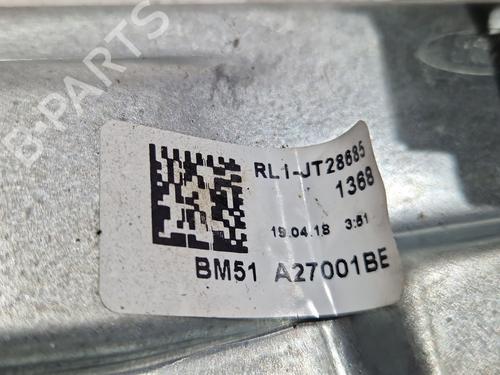 B-PARTS
RL1-JT28685
1368
19.04.18 3:51
BM51 A27001BE